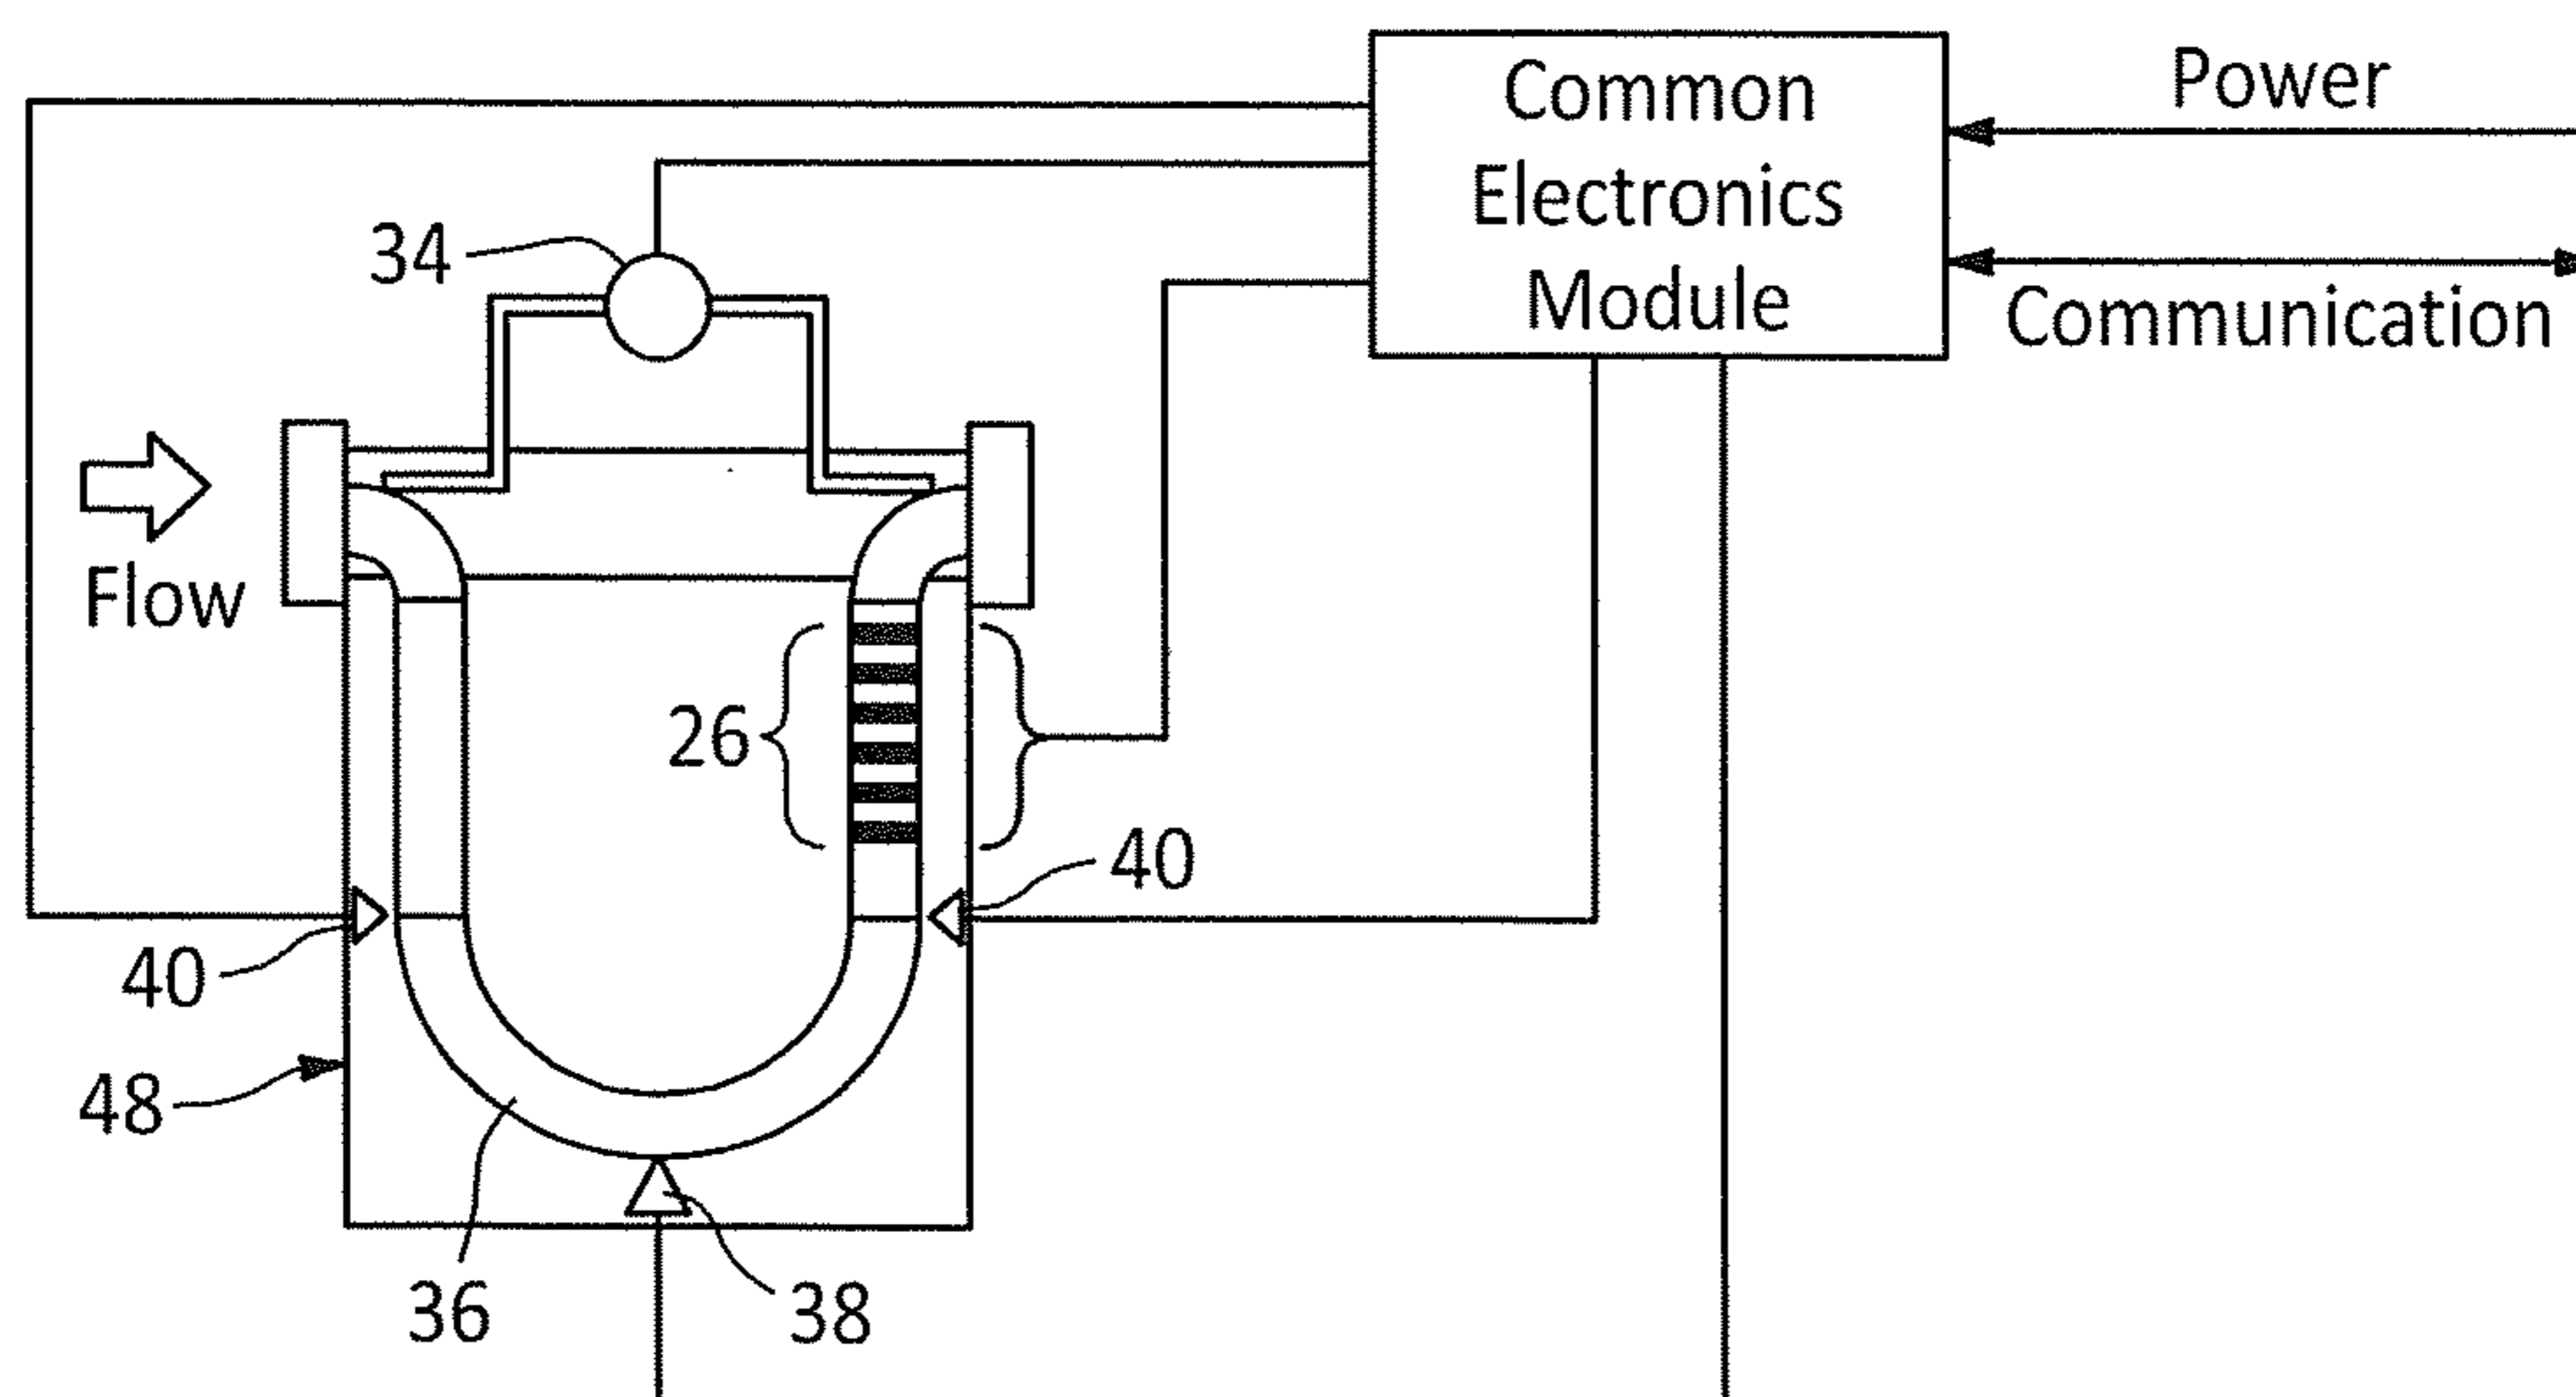 Common
Electronics
Module
Power
Communication
34
Flow
26
40
40
48
36
38